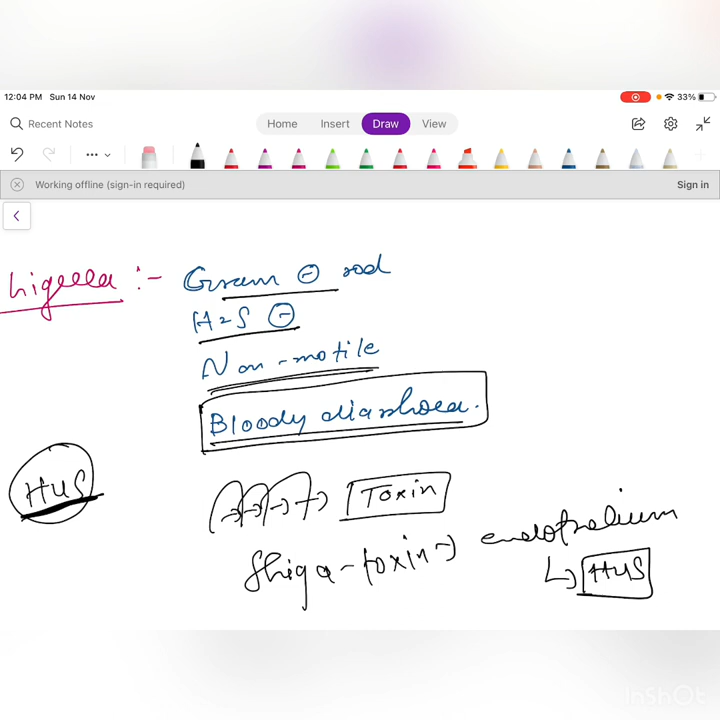 12:04 PM Sun 14 Nov 33%
Recent Notes Home Insert Draw View
Working offline (sign-in required) Sign in
higella :- Gram ⊖ rod
H2S ⊖
Non-motile
Bloody diarrhoea.
HUS
Toxin
Shiga-toxin → endothelium
↳ HUS
InShOt